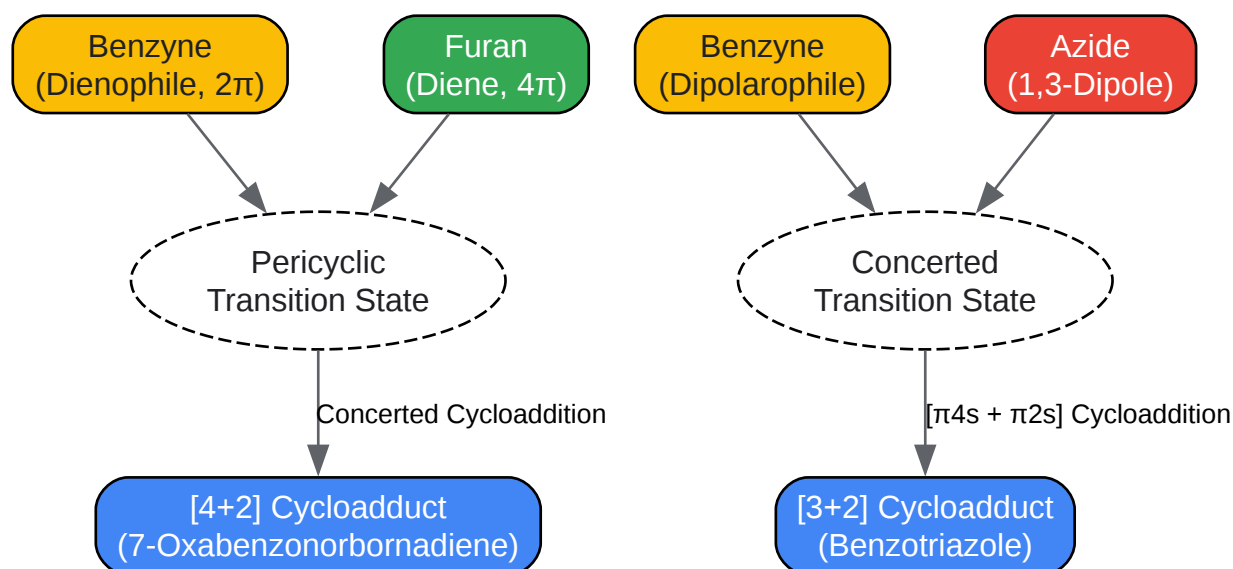 Benzyne
(Dienophile, 2π)
Furan
(Diene, 4π)
Benzyne
(Dipolarophile)
Azide
(1,3-Dipole)
Pericyclic
Transition State
Concerted
Transition State
Concerted Cycloaddition
[π4s + π2s] Cycloaddition
[4+2] Cycloadduct
(7-Oxabenzonorbornadiene)
[3+2] Cycloadduct
(Benzotriazole)